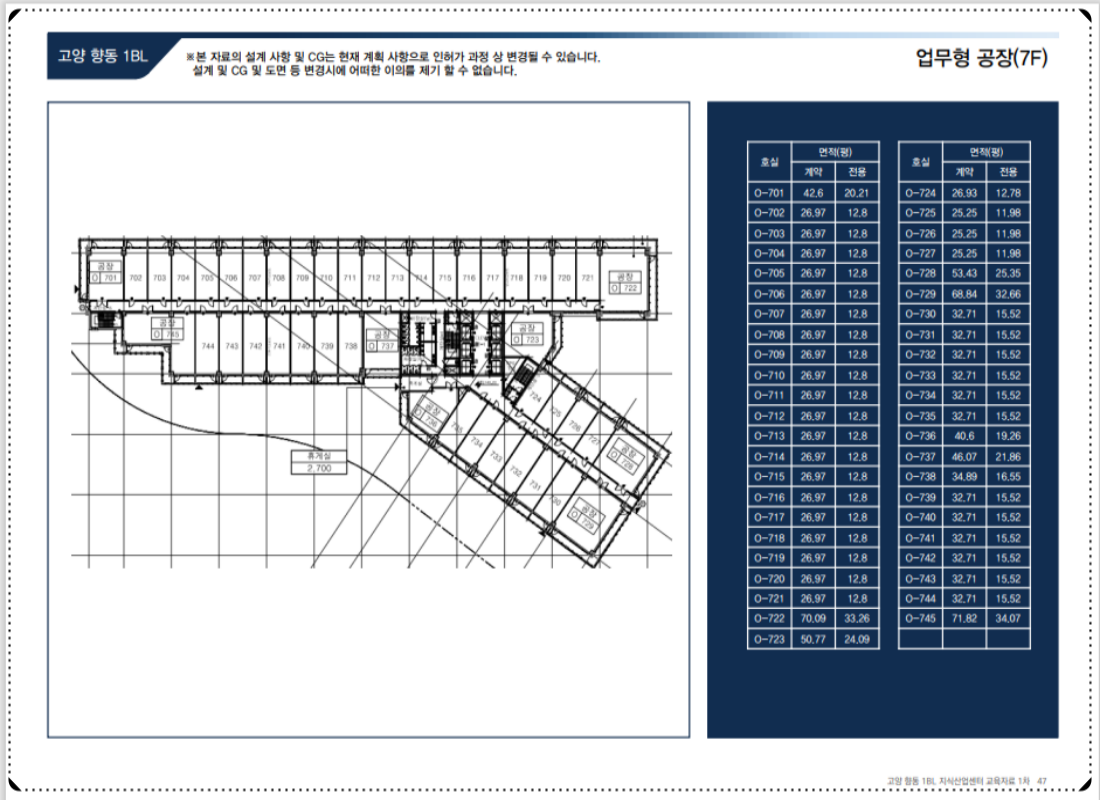 고양 향동 1BL
※본 자료의 설계 사항 및 CG는 현재 계획 사항으로 인허가 과정 상 변경될 수 있습니다.
설계 및 CG 및 도면 등 변경시에 어떠한 이의를 제기 할 수 없습니다.
업무형 공장(7F)
공장
O 701 702 703 704 705 706 707 708 709 710 711 712 713 714 715 716 717 718 719 720 721
공장
O 722
공장
O 745
744 743 742 741 740 739 738
공장
O 737
공장
O 723
724 725 726 727
공장
O 728
공장
O 736
735 734 733 732 731 730
공장
O 729
휴게실
2,700
호실 면적(평)
계약 전용
O-701 42.6 20.21
O-702 26.97 12.8
O-703 26.97 12.8
O-704 26.97 12.8
O-705 26.97 12.8
O-706 26.97 12.8
O-707 26.97 12.8
O-708 26.97 12.8
O-709 26.97 12.8
O-710 26.97 12.8
O-711 26.97 12.8
O-712 26.97 12.8
O-713 26.97 12.8
O-714 26.97 12.8
O-715 26.97 12.8
O-716 26.97 12.8
O-717 26.97 12.8
O-718 26.97 12.8
O-719 26.97 12.8
O-720 26.97 12.8
O-721 26.97 12.8
O-722 70.09 33.26
O-723 50.77 24.09
호실 면적(평)
계약 전용
O-724 26.93 12.78
O-725 25.25 11.98
O-726 25.25 11.98
O-727 25.25 11.98
O-728 53.43 25.35
O-729 68.84 32.66
O-730 32.71 15.52
O-731 32.71 15.52
O-732 32.71 15.52
O-733 32.71 15.52
O-734 32.71 15.52
O-735 32.71 15.52
O-736 40.6 19.26
O-737 46.07 21.86
O-738 34.89 16.55
O-739 32.71 15.52
O-740 32.71 15.52
O-741 32.71 15.52
O-742 32.71 15.52
O-743 32.71 15.52
O-744 32.71 15.52
O-745 71.82 34.07
고양 향동 1BL 지식산업센터 교육자료 1차 47